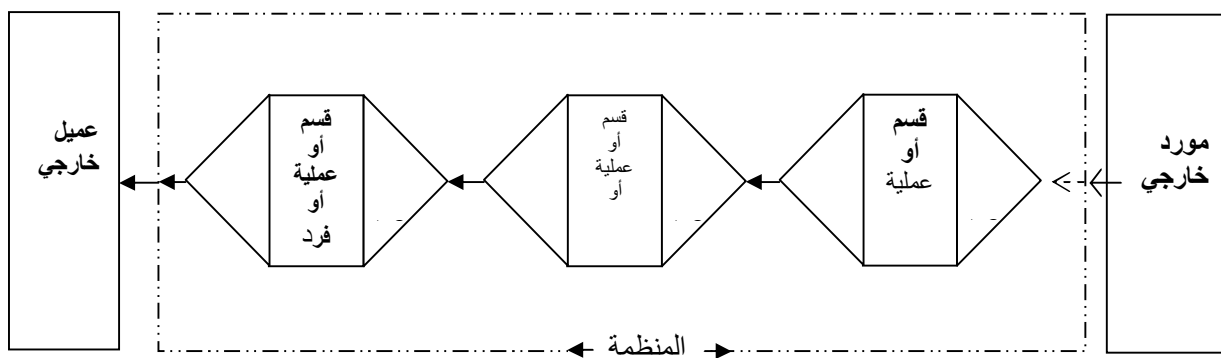 مورد
خارجي
قسم
أو
عملية
قسم
أو
عملية
أو
قسم
أو
عملية
أو
فرد
عميل
خارجي
المنظمة